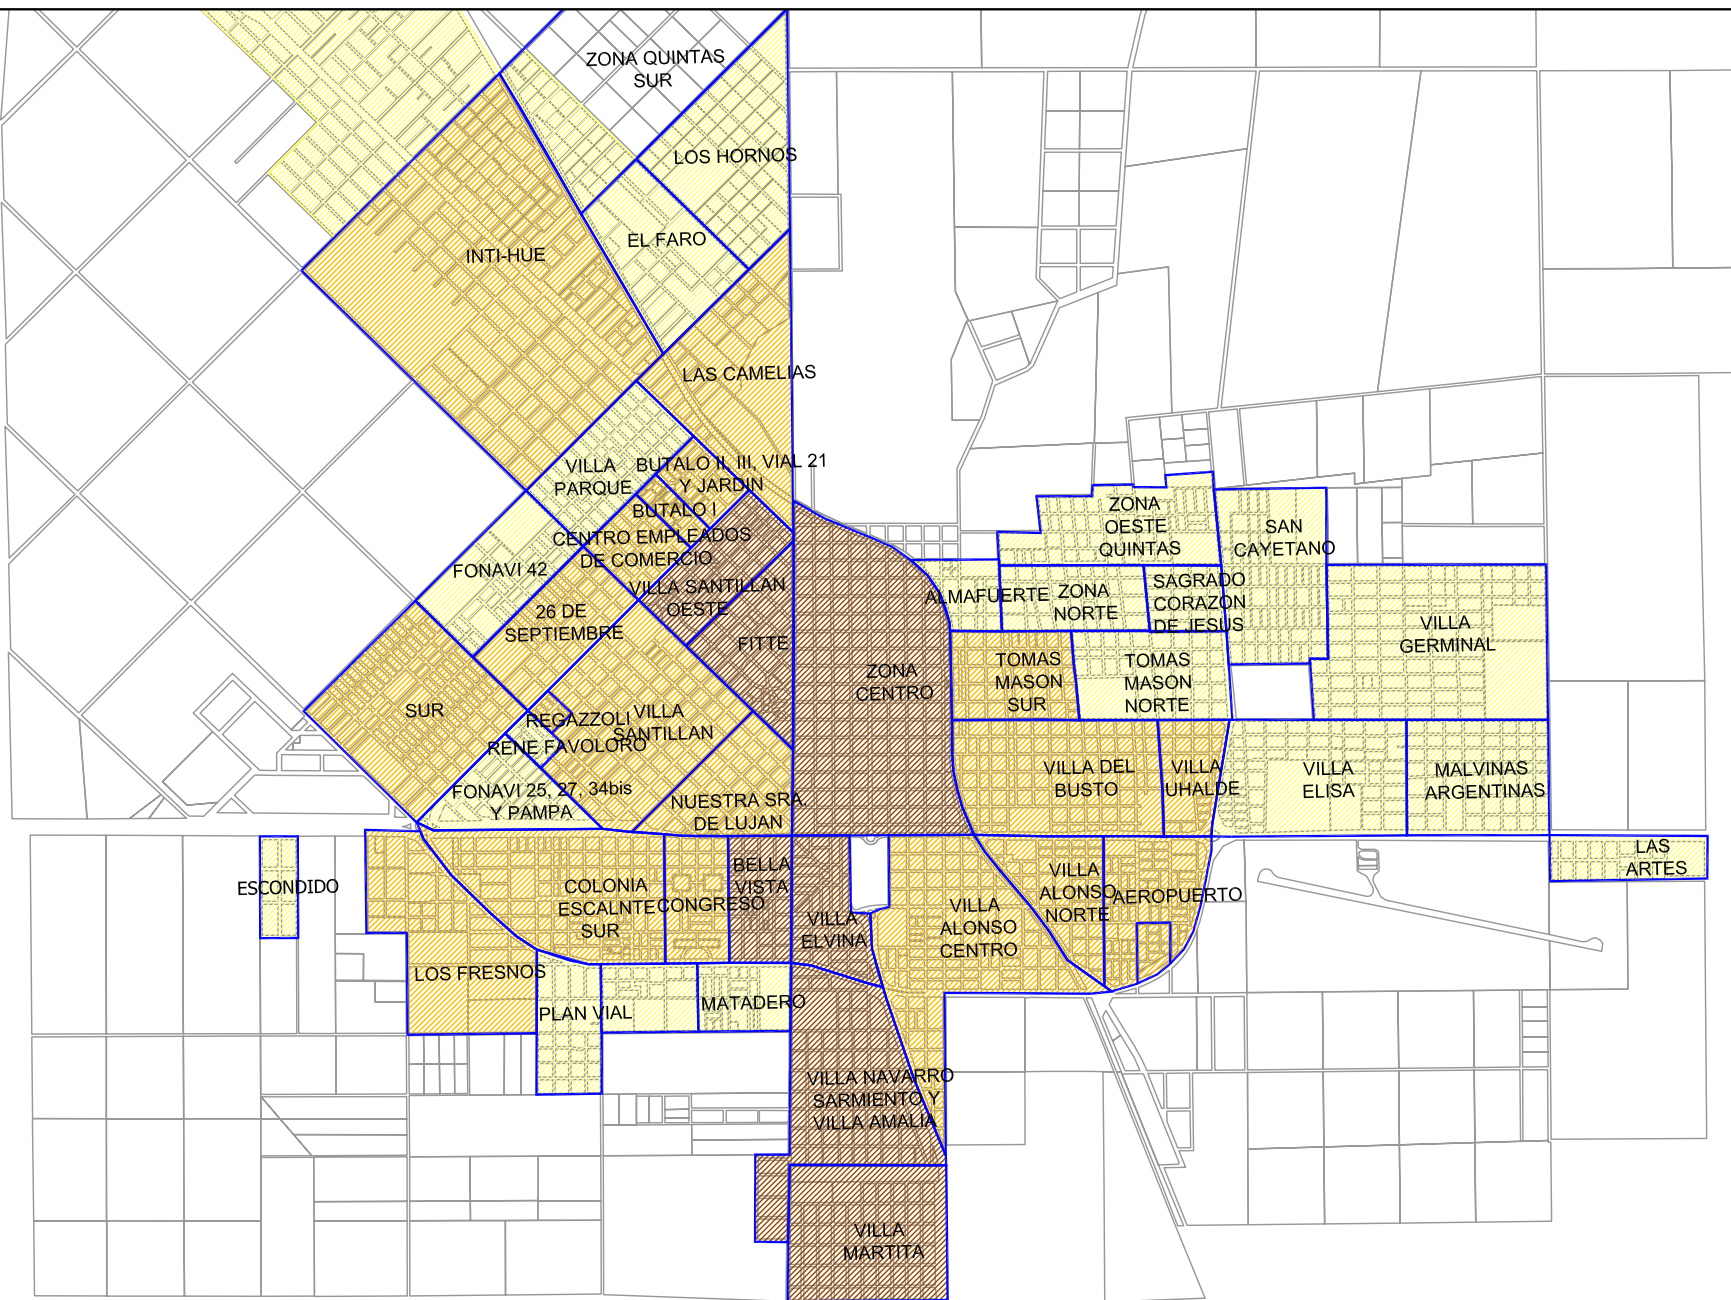 ZONA QUINTAS
SUR
LOS HORNOS
EL FARO
INTI-HUE
LAS CAMELIAS
VILLA
PARQUE
BUTALO II, III, VIAL 21
Y JARDIN
BUTALO I
CENTRO EMPLEADOS
DE COMERCIO
FONAVI 42
VILLA SANTILLAN
OESTE
26 DE
SEPTIEMBRE
FITTE
ZONA
CENTRO
ZONA
OESTE
QUINTAS
SAN
CAYETANO
ALMAFUERTE
ZONA
NORTE
SAGRADO
CORAZON
DE JESUS
VILLA
GERMINAL
TOMAS
MASON
SUR
TOMAS
MASON
NORTE
SUR
REGAZZOLI
VILLA
SANTILLAN
RENE FAVOLORO
FONAVI 25, 27, 34bis
Y PAMPA
NUESTRA SRA.
DE LUJAN
VILLA DEL
BUSTO
VILLA
UHALDE
VILLA
ELISA
MALVINAS
ARGENTINAS
LAS
ARTES
ESCONDIDO
COLONIA
ESCALNTE
SUR
CONGRESO
BELLA
VISTA
VILLA
ELVINA
VILLA
ALONSO
CENTRO
VILLA
ALONSO
NORTE
AEROPUERTO
LOS FRESNOS
PLAN VIAL
MATADERO
VILLA NAVARRO
SARMIENTO Y
VILLA AMALIA
VILLA
MARTITA